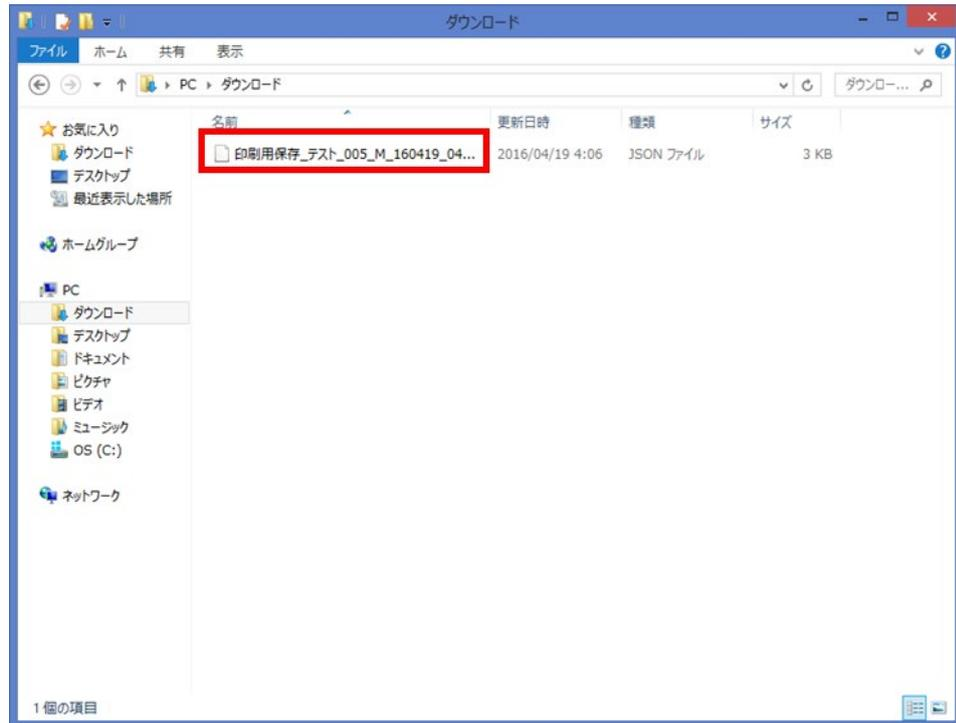 ダウンロード
ファイル ホーム 共有 表示
PC ダウンロード ダウンロー...
名前 更新日時 種類 サイズ
印刷用保存_テスト_005_M_160419_04... 2016/04/19 4:06 JSON ファイル 3 KB
お気に入り
ダウンロード
デスクトップ
最近表示した場所
ホームグループ
PC
ダウンロード
デスクトップ
ドキュメント
ピクチャ
ビデオ
ミュージック
OS (C:)
ネットワーク
1 個の項目